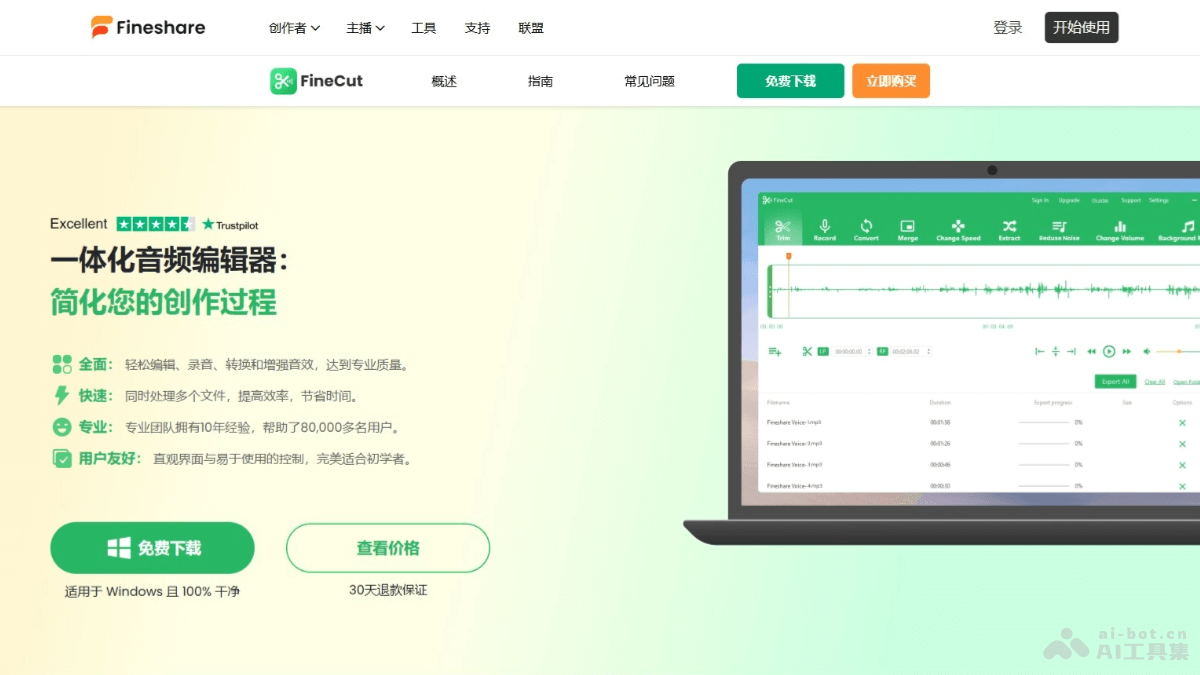 Fineshare 创作者 主播 工具 支持 联盟 登录 开始使用
FineCut 概述 指南 常见问题 免费下载 立即购买
Excellent Trustpilot
一体化音频编辑器：
简化您的创作过程
全面： 轻松编辑、录音、转换和增强音效，达到专业质量。
快速： 同时处理多个文件，提高效率，节省时间。
专业： 专业团队拥有10年经验，帮助了80,000多名用户。
用户友好： 直观界面与易于使用的控制，完美适合初学者。
免费下载 查看价格
适用于 Windows 且 100% 干净 30天退款保证
FineCut Sign in Upgrade Guide Support Settings
Trim Record Convert Merge Change Speed Extract Reduce Noise Change Volume Background
00:00:00.00 00:02:08.02
Export All Clear All Open
Filename Duration Export progress Size Options
Fineshare Voice-1.mp3 00:01:38 0%
Fineshare Voice-2.mp3 00:01:26 0%
Fineshare Voice-3.mp3 00:00:46 0%
Fineshare Voice-4.mp3 00:00:30 0%
ai-bot.cn
AI工具集